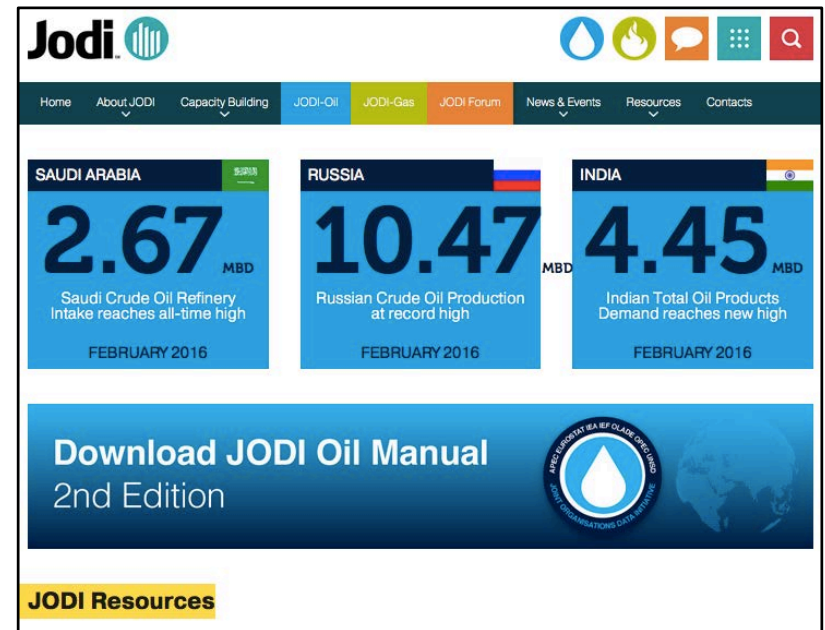 Jodi
Home About JODI Capacity Building JODI-Oil JODI-Gas JODI Forum News & Events Resources Contacts
SAUDI ARABIA
2.67 MBD
Saudi Crude Oil Refinery
Intake reaches all-time high
FEBRUARY 2016
RUSSIA
10.47 MBD
Russian Crude Oil Production
at record high
FEBRUARY 2016
INDIA
4.45 MBD
Indian Total Oil Products
Demand reaches new high
FEBRUARY 2016
Download JODI Oil Manual
2nd Edition
APEC EUROSTAT IEA IEF OLADE OPEC UNSD
JOINT ORGANISATIONS DATA INITIATIVE
JODI Resources